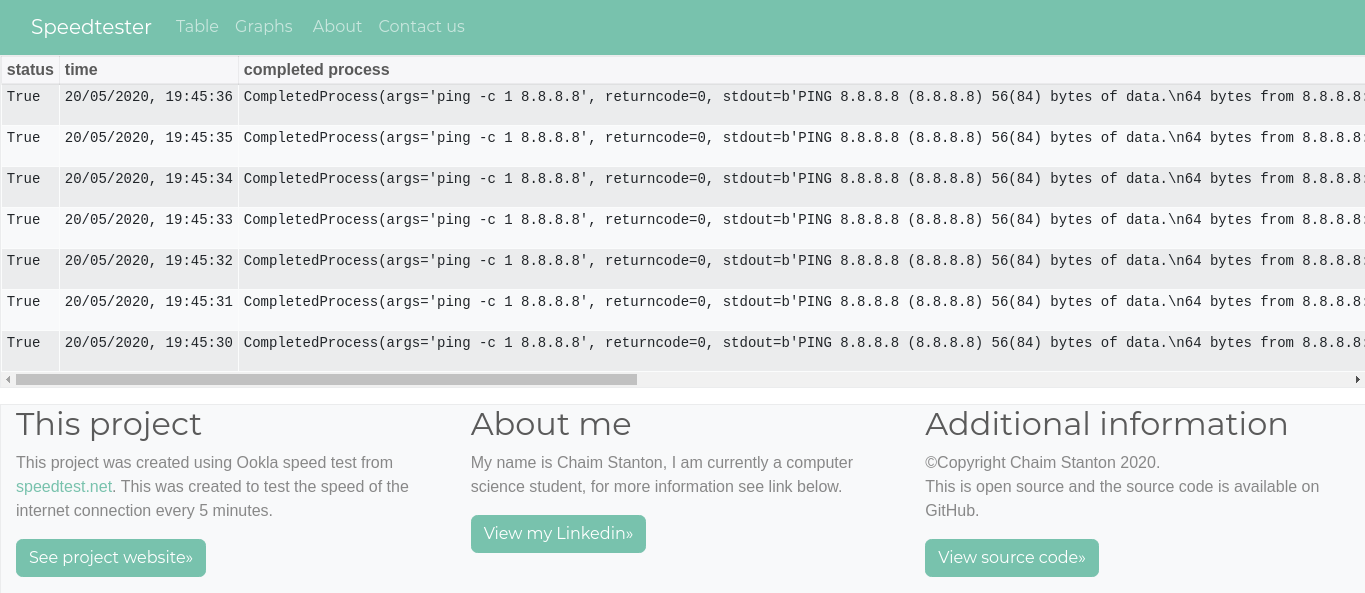 Speedtester Table Graphs About Contact us
status time completed process
True 20/05/2020, 19:45:36 CompletedProcess(args='ping -c 1 8.8.8.8', returncode=0, stdout=b'PING 8.8.8.8 (8.8.8.8) 56(84) bytes of data.\n64 bytes from 8.8.8.8:
True 20/05/2020, 19:45:35 CompletedProcess(args='ping -c 1 8.8.8.8', returncode=0, stdout=b'PING 8.8.8.8 (8.8.8.8) 56(84) bytes of data.\n64 bytes from 8.8.8.8:
True 20/05/2020, 19:45:34 CompletedProcess(args='ping -c 1 8.8.8.8', returncode=0, stdout=b'PING 8.8.8.8 (8.8.8.8) 56(84) bytes of data.\n64 bytes from 8.8.8.8:
True 20/05/2020, 19:45:33 CompletedProcess(args='ping -c 1 8.8.8.8', returncode=0, stdout=b'PING 8.8.8.8 (8.8.8.8) 56(84) bytes of data.\n64 bytes from 8.8.8.8:
True 20/05/2020, 19:45:32 CompletedProcess(args='ping -c 1 8.8.8.8', returncode=0, stdout=b'PING 8.8.8.8 (8.8.8.8) 56(84) bytes of data.\n64 bytes from 8.8.8.8:
True 20/05/2020, 19:45:31 CompletedProcess(args='ping -c 1 8.8.8.8', returncode=0, stdout=b'PING 8.8.8.8 (8.8.8.8) 56(84) bytes of data.\n64 bytes from 8.8.8.8:
True 20/05/2020, 19:45:30 CompletedProcess(args='ping -c 1 8.8.8.8', returncode=0, stdout=b'PING 8.8.8.8 (8.8.8.8) 56(84) bytes of data.\n64 bytes from 8.8.8.8:
This project
This project was created using Ookla speed test from
speedtest.net. This was created to test the speed of the
internet connection every 5 minutes.
See project website»
About me
My name is Chaim Stanton, I am currently a computer
science student, for more information see link below.
View my Linkedin»
Additional information
©Copyright Chaim Stanton 2020.
This is open source and the source code is available on
GitHub.
View source code»